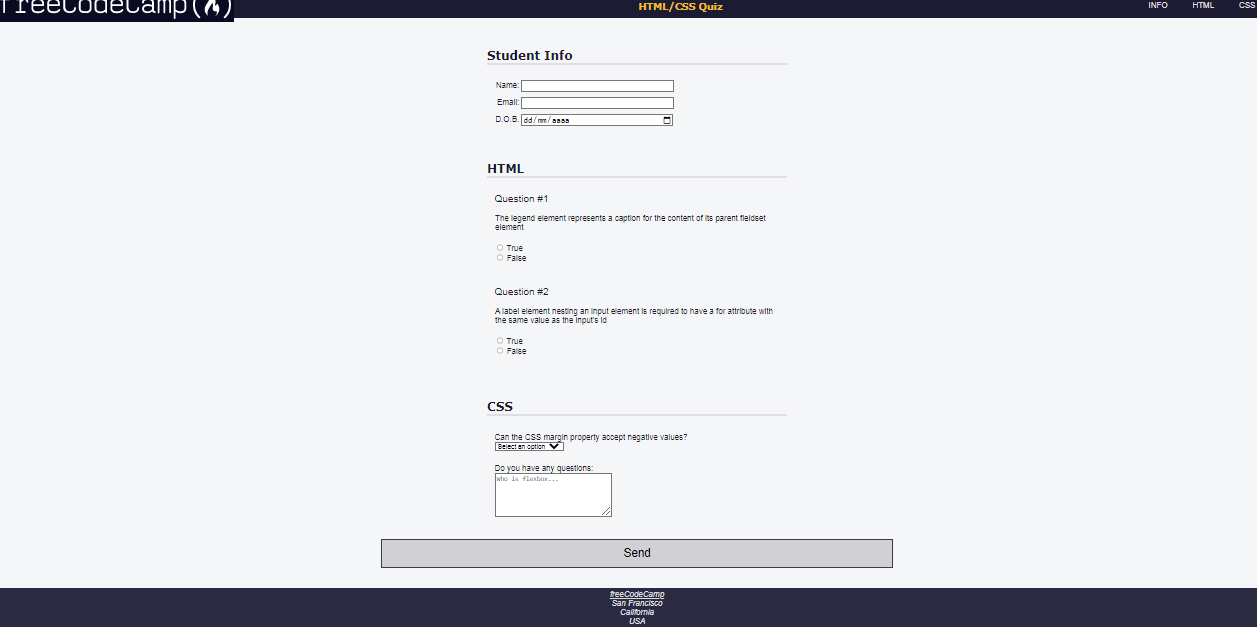 freeCodeCamp(
HTML/CSS Quiz
INFO HTML CSS
Student Info
Name:
Email:
D.O.B.
dd/mm/aaaa
HTML
Question #1
The legend element represents a caption for the content of its parent fieldset
element
True
False
Question #2
A label element nesting an input element is required to have a for attribute with
the same value as the input's id
True
False
CSS
Can the CSS margin property accept negative values?
Select an option
Do you have any questions:
Who is flexbox...
Send
freeCodeCamp
San Francisco
California
USA